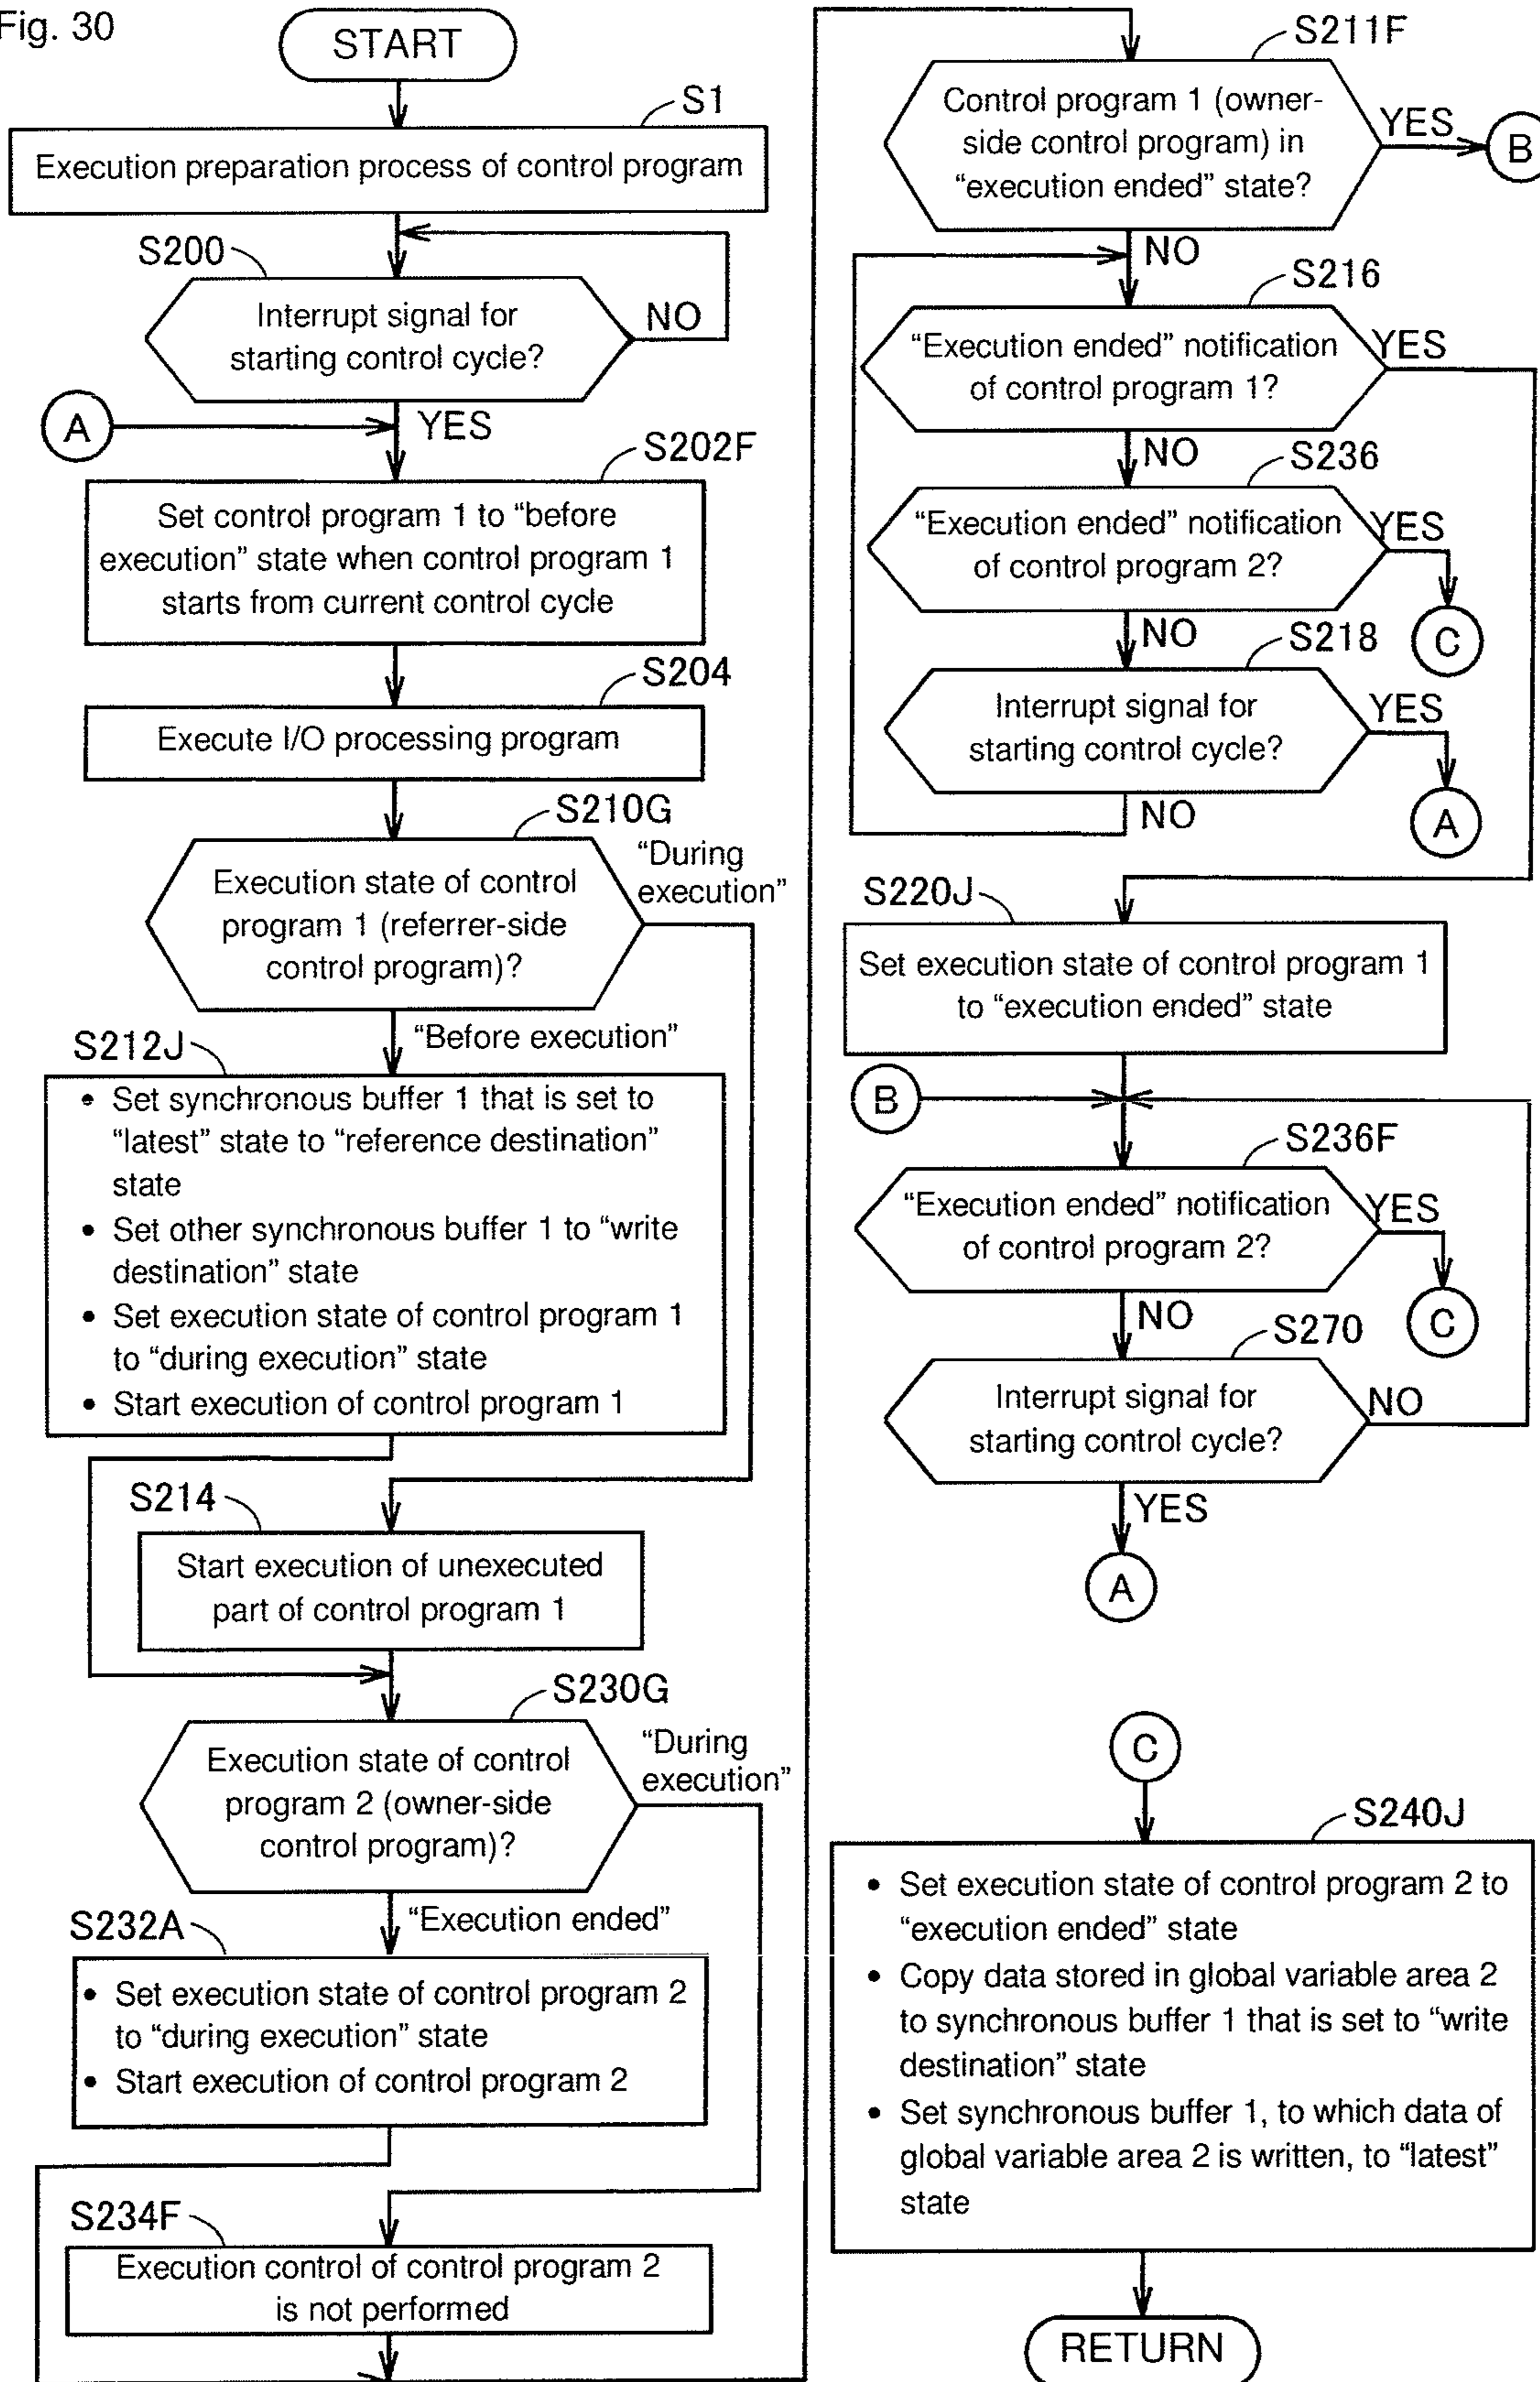 Fig. 30
START
S1
Execution preparation process of control program
S200
Interrupt signal for
starting control cycle?
NO
A
YES
S202F
Set control program 1 to “before
execution” state when control program 1
starts from current control cycle
S204
Execute I/O processing program
S210G
Execution state of control
program 1 (referrer-side
control program)?
“During
execution”
“Before execution”
S212J
• Set synchronous buffer 1 that is set to
“latest” state to “reference destination”
state
• Set other synchronous buffer 1 to “write
destination” state
• Set execution state of control program 1
to “during execution” state
• Start execution of control program 1
S214
Start execution of unexecuted
part of control program 1
S230G
Execution state of control
program 2 (owner-side
control program)?
“During
execution”
“Execution ended”
S232A
• Set execution state of control program 2
to “during execution” state
• Start execution of control program 2
S234F
Execution control of control program 2
is not performed
S211F
Control program 1 (owner-
side control program) in
“execution ended” state?
YES
B
NO
S216
“Execution ended” notification
of control program 1?
YES
NO
S236
“Execution ended” notification
of control program 2?
YES
C
NO
S218
Interrupt signal for
starting control cycle?
YES
A
NO
S220J
Set execution state of control program 1
to “execution ended” state
B
S236F
“Execution ended” notification
of control program 2?
YES
C
NO
S270
Interrupt signal for
starting control cycle?
NO
YES
A
C
S240J
• Set execution state of control program 2 to
“execution ended” state
• Copy data stored in global variable area 2
to synchronous buffer 1 that is set to “write
destination” state
• Set synchronous buffer 1, to which data of
global variable area 2 is written, to “latest”
state
RETURN